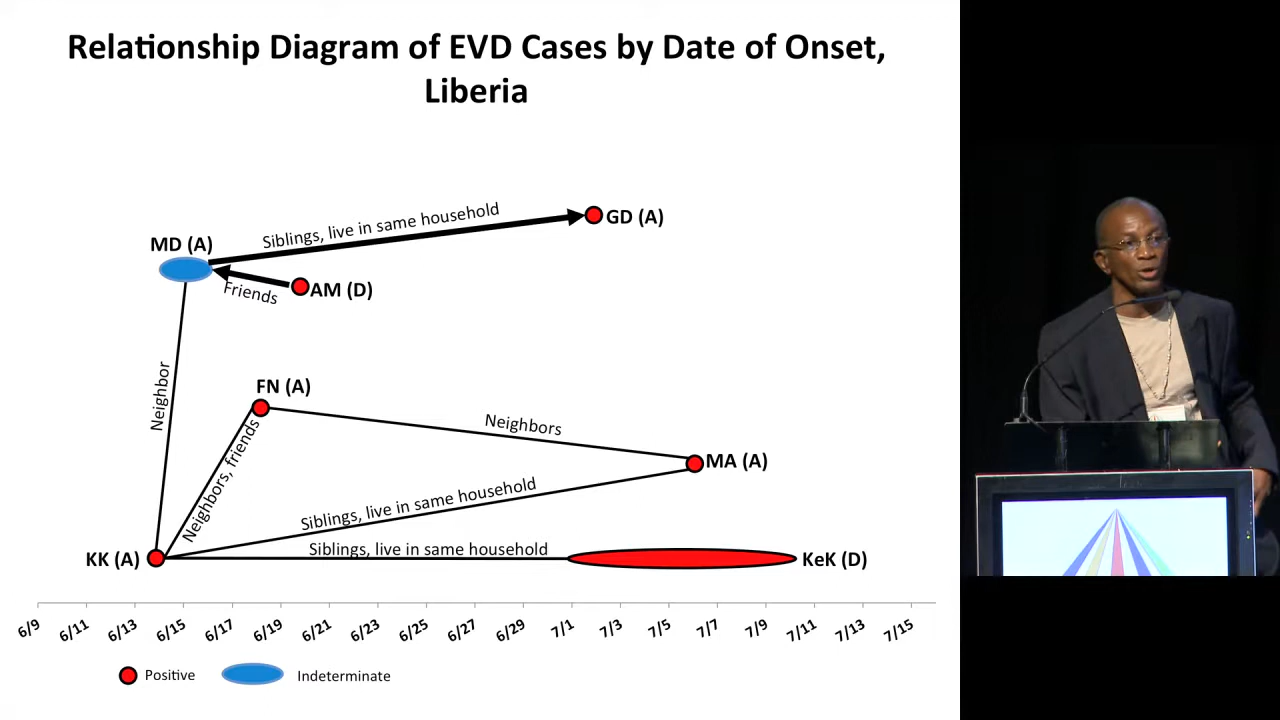 Relationship Diagram of EVD Cases by Date of Onset,
Liberia
Siblings, live in same household
GD (A)
MD (A)
Friends
AM (D)
Neighbor
FN (A)
Neighbors, friends
Neighbors
MA (A)
Siblings, live in same household
KK (A)
Siblings, live in same household
KeK (D)
6/9 6/11 6/13 6/15 6/17 6/19 6/21 6/23 6/25 6/27 6/29 7/1 7/3 7/5 7/7 7/9 7/11 7/13 7/15
Positive Indeterminate